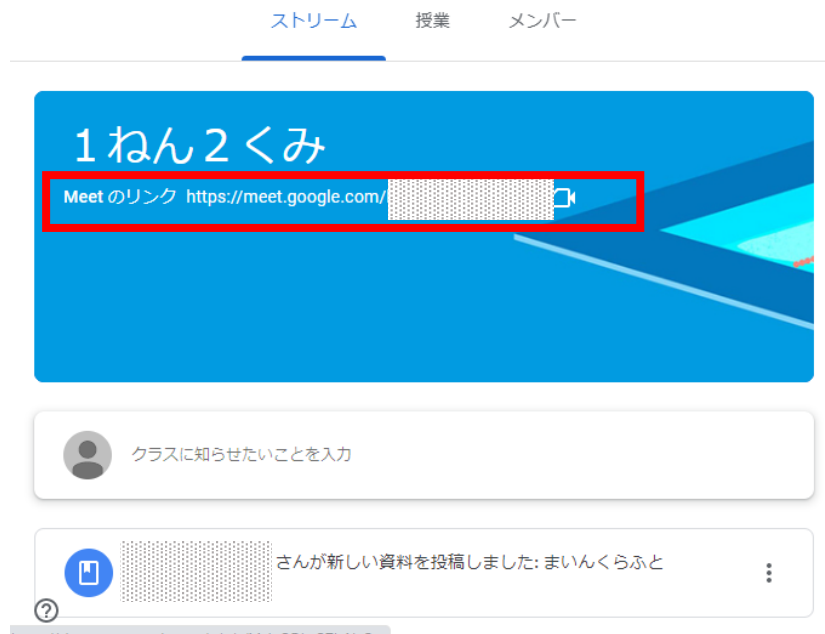 ストリーム 授業 メンバー
1ねん2くみ
Meet のリンク https://meet.google.com/
クラスに知らせたいことを入力
さんが新しい資料を投稿しました: まいんくらふと